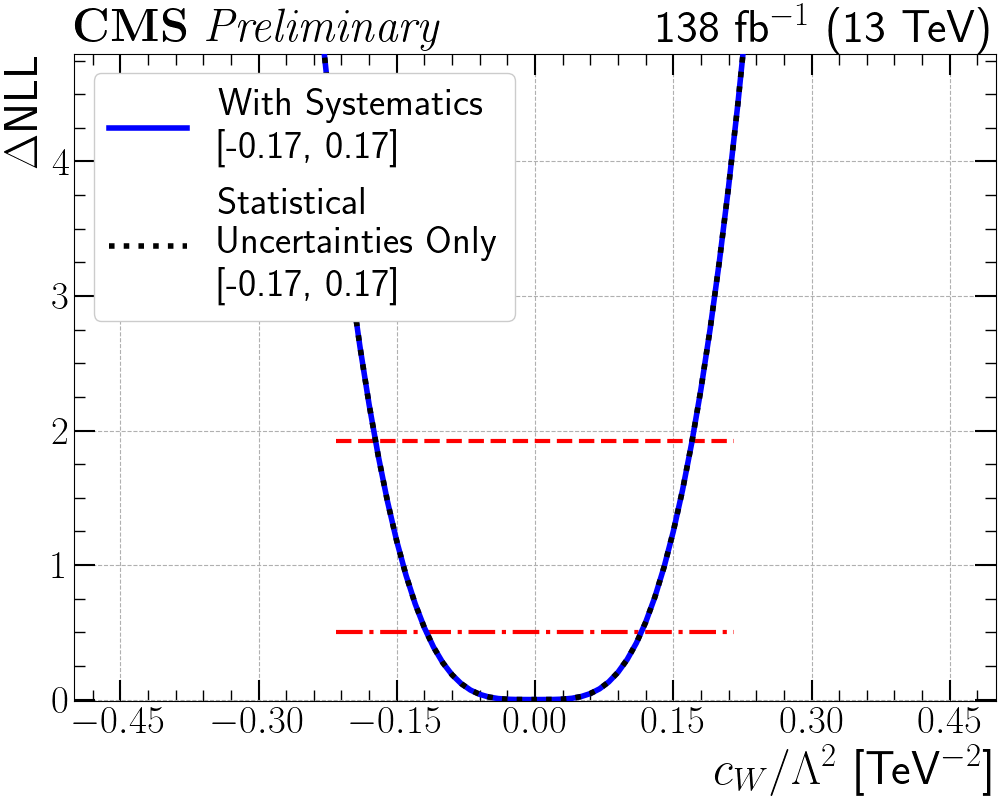 CMS Preliminary 138 fb⁻¹ (13 TeV)
ΔNLL
With Systematics
[-0.17, 0.17]
Statistical
Uncertainties Only
[-0.17, 0.17]
4
3
2
1
0
−0.45 −0.30 −0.15 0.00 0.15 0.30 0.45
c_W/Λ² [TeV⁻²]